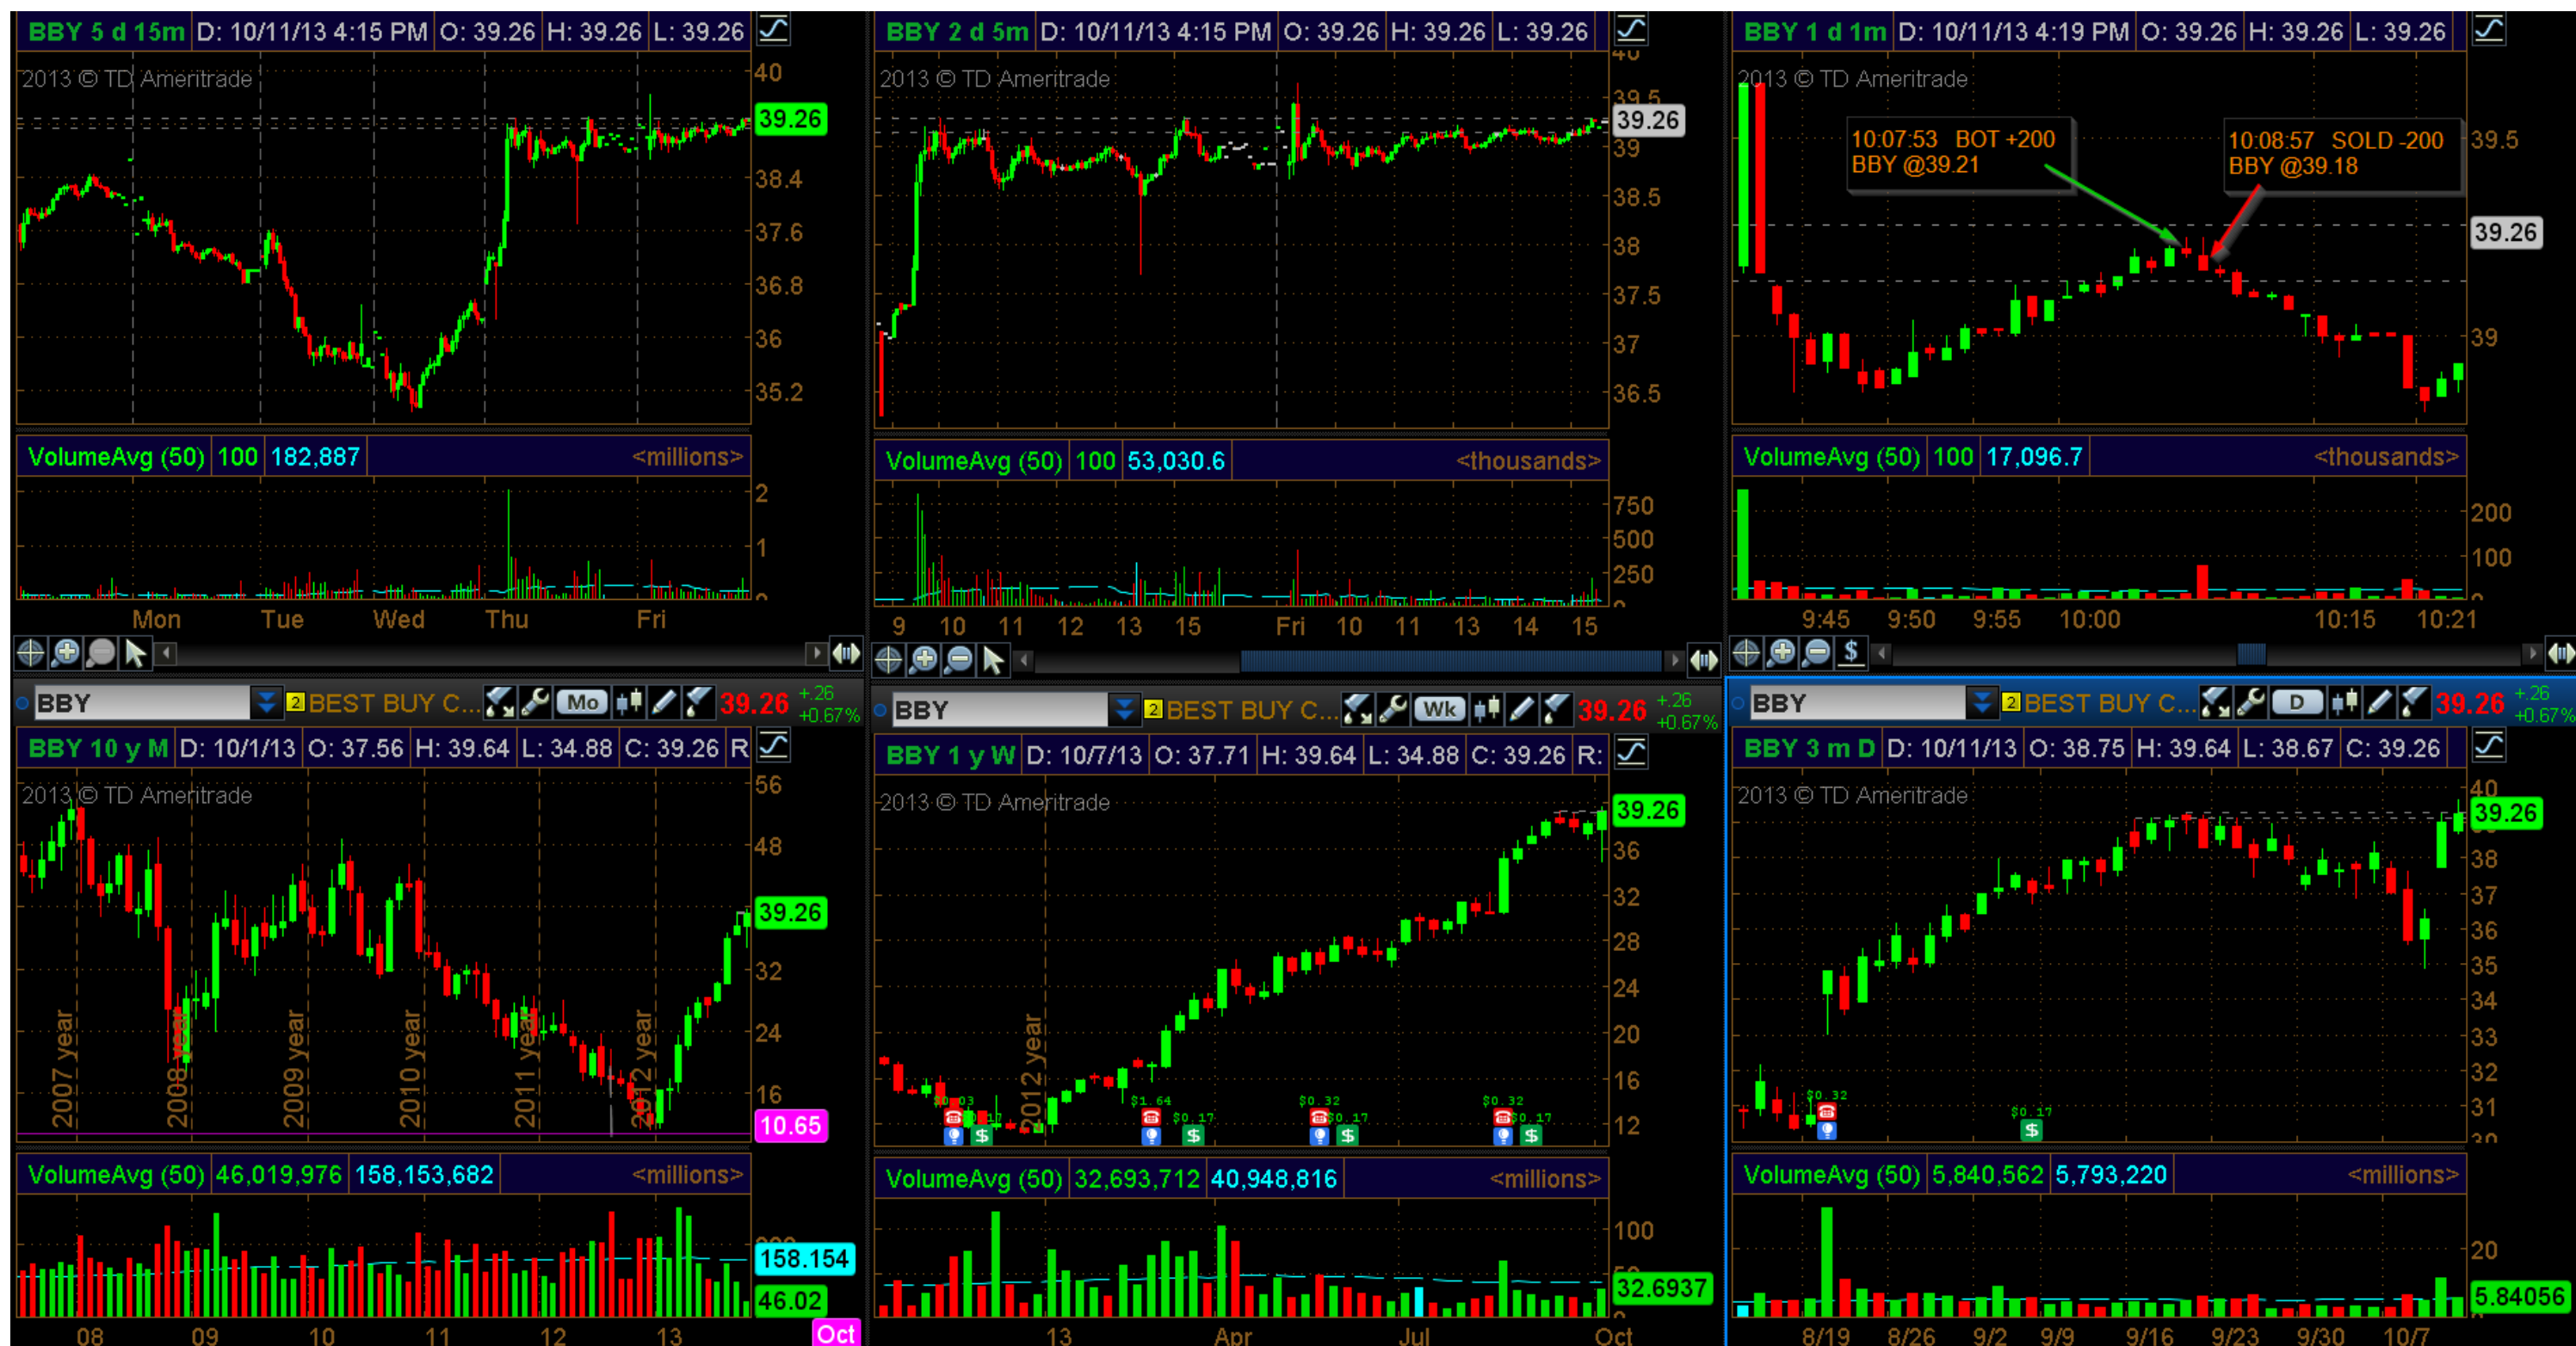 BBY 5 d 15m D: 10/11/13 4:15 PM O: 39.26 H: 39.26 L: 39.26
2013 © TD Ameritrade
40
39.26
38.4
37.6
36.8
36
35.2
VolumeAvg (50) 100 182,887 <millions>
2
1
Mon Tue Wed Thu Fri
BBY 2 d 5m D: 10/11/13 4:15 PM O: 39.26 H: 39.26 L: 39.26
2013 © TD Ameritrade
40
39.5
39.26
39
38.5
38
37.5
37
36.5
VolumeAvg (50) 100 53,030.6 <thousands>
750
500
250
0
9 10 11 12 13 15 Fri 10 11 13 14 15
BBY 1 d 1m D: 10/11/13 4:19 PM O: 39.26 H: 39.26 L: 39.26
2013 © TD Ameritrade
10:07:53 BOT +200
BBY @39.21
10:08:57 SOLD -200
BBY @39.18
39.5
39.26
39
VolumeAvg (50) 100 17,096.7 <thousands>
200
100
0
9:45 9:50 9:55 10:00 10:15 10:21
$
BBY 2 BEST BUY C... Mo 39.26 +.26
+0.67%
BBY 10 y M D: 10/1/13 O: 37.56 H: 39.64 L: 34.88 C: 39.26 R
2013 © TD Ameritrade
56
48
39.26
32
24
16
10.65
2007 year
2008 year
2009 year
2010 year
2011 year
2012 year
VolumeAvg (50) 46,019,976 158,153,682 <millions>
158.154
46.02
08 09 10 11 12 13 Oct
BBY 2 BEST BUY C... Wk 39.26 +.26
+0.67%
BBY 1 y W D: 10/7/13 O: 37.71 H: 39.64 L: 34.88 C: 39.26 R:
2013 © TD Ameritrade
39.26
36
32
28
24
20
16
12
2012 year
$0.03 $1.64 $0.32 $0.32
$0.17 $0.17 $0.17
$ $ $ $
VolumeAvg (50) 32,693,712 40,948,816 <millions>
100
32.6937
13 Apr Jul Oct
BBY 2 BEST BUY C... D 39.26 +.26
+0.67%
BBY 3 m D D: 10/11/13 O: 38.75 H: 39.64 L: 38.67 C: 39.26
2013 © TD Ameritrade
40
39.26
38
37
36
35
34
33
32
31
30
$0.32
$0.17
$
VolumeAvg (50) 5,840,562 5,793,220 <millions>
20
5.84056
8/19 8/26 9/2 9/9 9/16 9/23 9/30 10/7